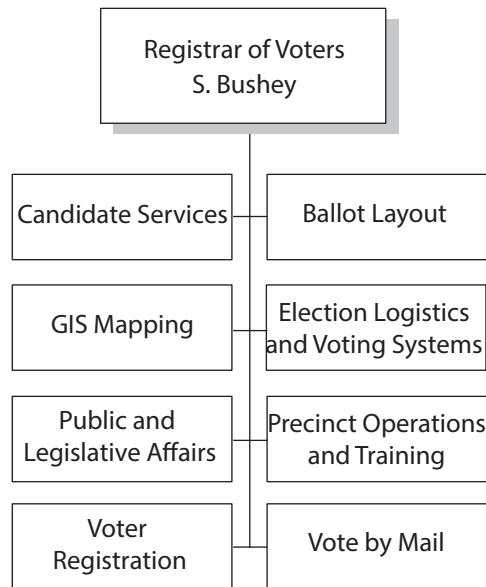 Registrar of Voters
S. Bushey
Candidate Services
Ballot Layout
GIS Mapping
Election Logistics
and Voting Systems
Public and
Legislative Affairs
Precinct Operations
and Training
Voter
Registration
Vote by Mail